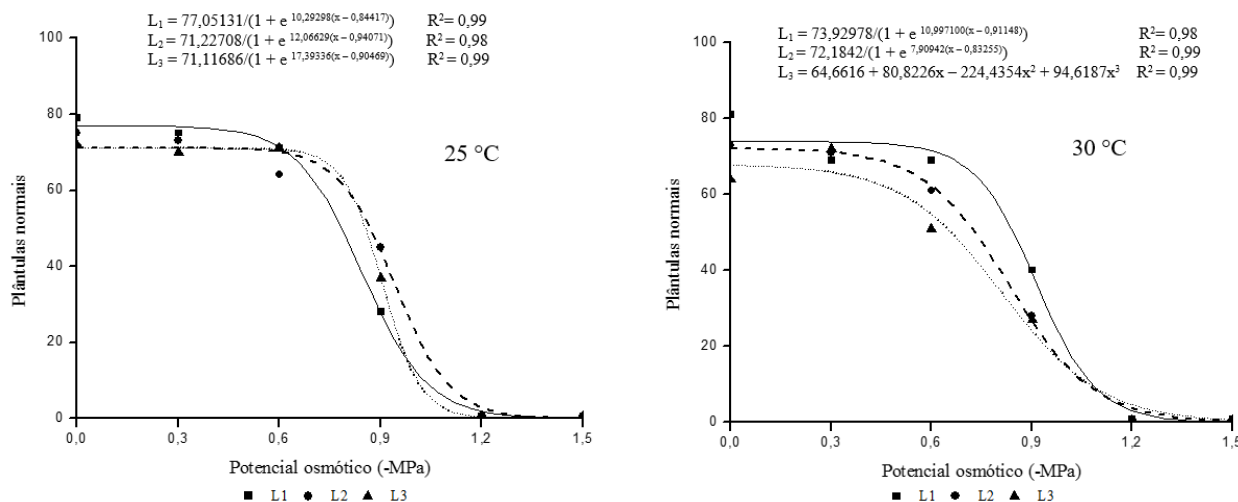 L₁ = 77,05131/(1 + e ¹⁰,²⁹²⁹⁸⁽ˣ ⁻ ⁰,⁸⁴⁴¹⁷⁾) R² = 0,99
L₂ = 71,22708/(1 + e ¹²,⁰⁶⁶²⁹⁽ˣ ⁻ ⁰,⁹⁴⁰⁷¹⁾) R² = 0,98
L₃ = 71,11686/(1 + e ¹⁷,³⁹³³⁶⁽ˣ ⁻ ⁰,⁹⁰⁴⁶⁹⁾) R² = 0,99
100
80
60
40
20
0
Plântulas normais
25 °C
0,0 0,3 0,6 0,9 1,2 1,5
Potencial osmótico (-MPa)
■ L1 ● L2 ▲ L3
L₁ = 73,92978/(1 + e ¹⁰,⁹⁹⁷¹⁰⁰⁽ˣ ⁻ ⁰,⁹¹¹⁴⁸⁾) R² = 0,98
L₂ = 72,1842/(1 + e ⁷,⁹⁰⁹⁴²⁽ˣ ⁻ ⁰,⁸³²⁵⁵⁾) R² = 0,99
L₃ = 64,6616 + 80,8226x − 224,4354x² + 94,6187x³ R² = 0,99
100
80
60
40
20
0
Plântulas normais
30 °C
0,0 0,3 0,6 0,9 1,2 1,5
Potencial osmótico (-MPa)
■ L1 ● L2 ▲ L3